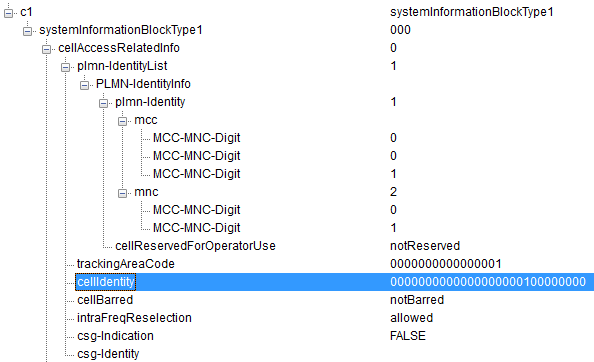 c1 systemInformationBlockType1
systemInformationBlockType1 000
cellAccessRelatedInfo 0
plmn-IdentityList 1
PLMN-IdentityInfo
plmn-Identity 1
mcc
MCC-MNC-Digit 0
MCC-MNC-Digit 0
MCC-MNC-Digit 1
mnc 2
MCC-MNC-Digit 0
MCC-MNC-Digit 1
cellReservedForOperatorUse notReserved
trackingAreaCode 0000000000000001
cellIdentity 0000000000000000000100000000
cellBarred notBarred
intraFreqReselection allowed
csg-Indication FALSE
csg-Identity